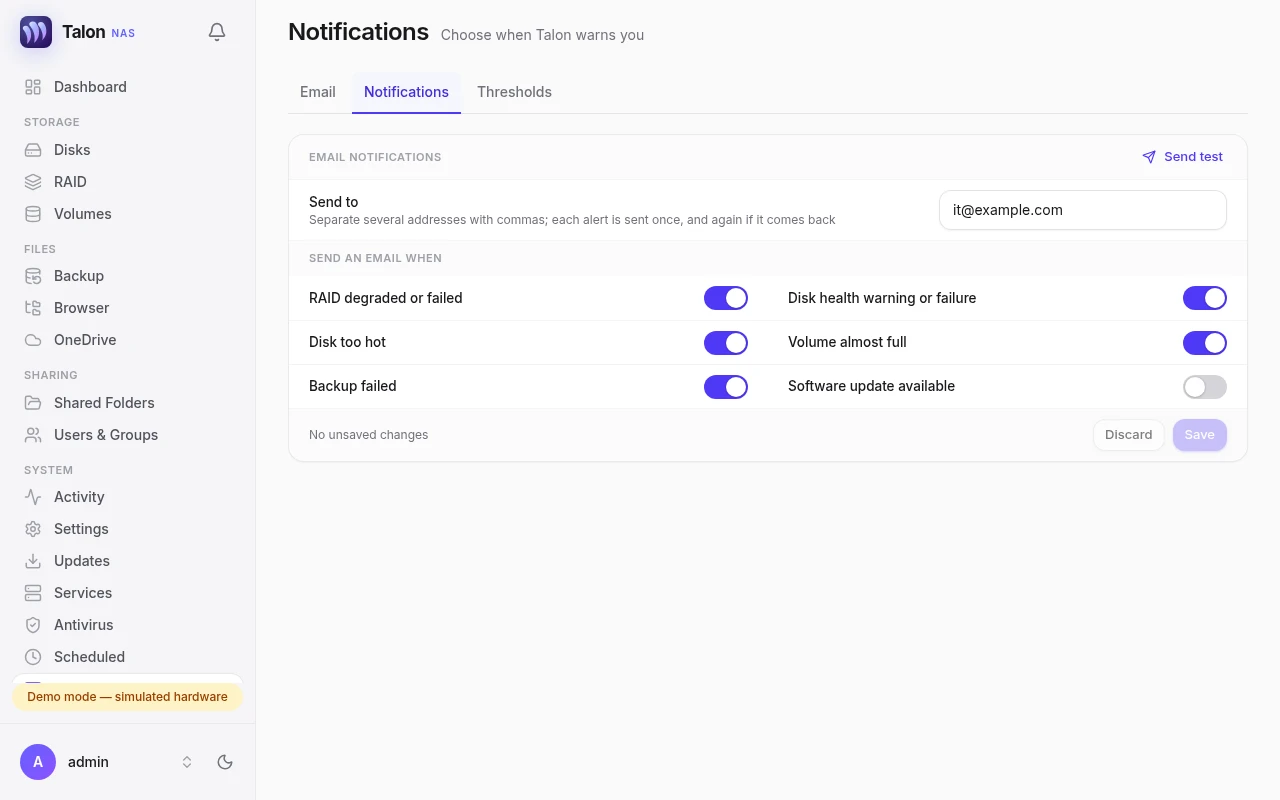 Talon NAS
Dashboard
STORAGE
Disks
RAID
Volumes
FILES
Backup
Browser
OneDrive
SHARING
Shared Folders
Users & Groups
SYSTEM
Activity
Settings
Updates
Services
Antivirus
Scheduled
Demo mode — simulated hardware
A admin
Notifications Choose when Talon warns you
Email Notifications Thresholds
EMAIL NOTIFICATIONS Send test
Send to
Separate several addresses with commas; each alert is sent once, and again if it comes back
it@example.com
SEND AN EMAIL WHEN
RAID degraded or failed Disk health warning or failure
Disk too hot Volume almost full
Backup failed Software update available
No unsaved changes Discard Save